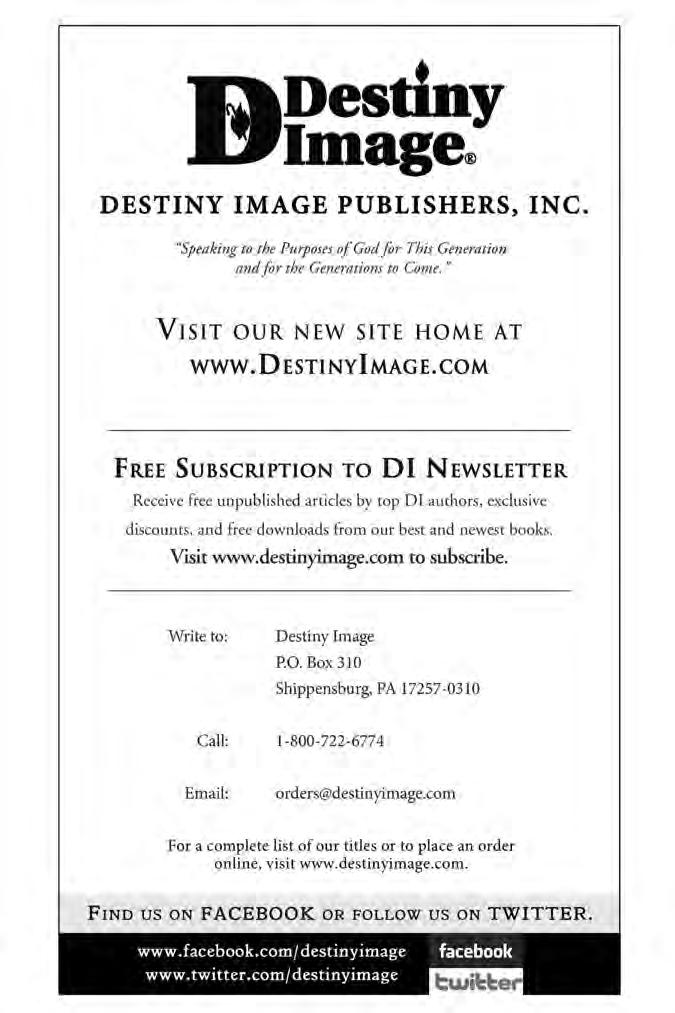 Destiny
Image®
DESTINY IMAGE PUBLISHERS, INC.
"Speaking to the Purposes of God for This Generation
and for the Generations to Come."
VISIT OUR NEW SITE HOME AT
WWW.DESTINYIMAGE.COM
FREE SUBSCRIPTION TO DI NEWSLETTER
Receive free unpublished articles by top DI authors, exclusive
discounts, and free downloads from our best and newest books.
Visit www.destinyimage.com to subscribe.
Write to: Destiny Image
P.O. Box 310
Shippensburg, PA 17257-0310
Call: 1-800-722-6774
Email: orders@destinyimage.com
For a complete list of our titles or to place an order
online, visit www.destinyimage.com.
FIND US ON FACEBOOK OR FOLLOW US ON TWITTER.
www.facebook.com/destinyimage facebook
www.twitter.com/destinyimage twitter